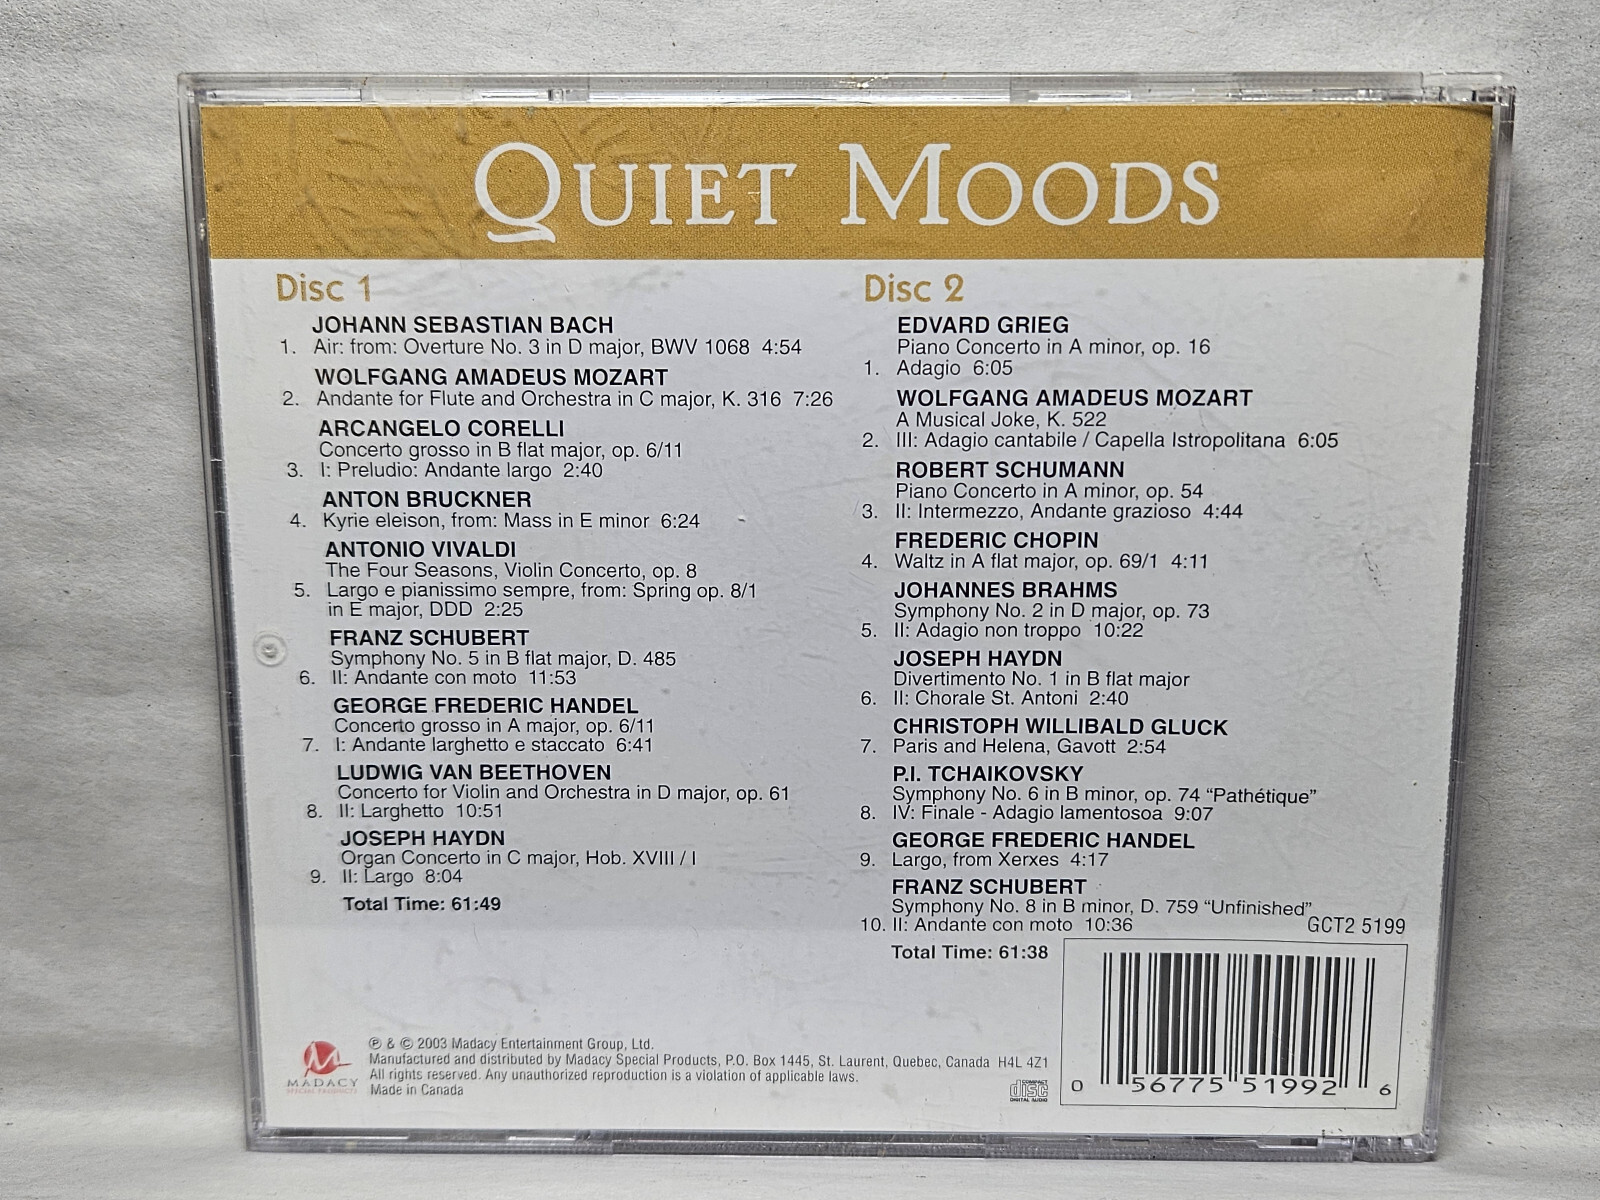 QUIET MOODS
Disc 1
JOHANN SEBASTIAN BACH
1. Air: from: Overture No. 3 in D major, BWV 1068 4:54
WOLFGANG AMADEUS MOZART
2. Andante for Flute and Orchestra in C major, K. 316 7:26
ARCANGELO CORELLI
Concerto grosso in B flat major, op. 6/11
3. I: Preludio: Andante largo 2:40
ANTON BRUCKNER
4. Kyrie eleison, from: Mass in E minor 6:24
ANTONIO VIVALDI
The Four Seasons, Violin Concerto, op. 8
5. Largo e pianissimo sempre, from: Spring op. 8/1
in E major, DDD 2:25
FRANZ SCHUBERT
Symphony No. 5 in B flat major, D. 485
6. II: Andante con moto 11:53
GEORGE FREDERIC HANDEL
Concerto grosso in A major, op. 6/11
7. I: Andante larghetto e staccato 6:41
LUDWIG VAN BEETHOVEN
Concerto for Violin and Orchestra in D major, op. 61
8. II: Larghetto 10:51
JOSEPH HAYDN
Organ Concerto in C major, Hob. XVIII / I
9. II: Largo 8:04
Total Time: 61:49
Disc 2
EDVARD GRIEG
Piano Concerto in A minor, op. 16
1. Adagio 6:05
WOLFGANG AMADEUS MOZART
A Musical Joke, K. 522
2. III: Adagio cantabile / Capella Istropolitana 6:05
ROBERT SCHUMANN
Piano Concerto in A minor, op. 54
3. II: Intermezzo, Andante grazioso 4:44
FREDERIC CHOPIN
4. Waltz in A flat major, op. 69/1 4:11
JOHANNES BRAHMS
Symphony No. 2 in D major, op. 73
5. II: Adagio non troppo 10:22
JOSEPH HAYDN
Divertimento No. 1 in B flat major
6. II: Chorale St. Antoni 2:40
CHRISTOPH WILLIBALD GLUCK
7. Paris and Helena, Gavott 2:54
P.I. TCHAIKOVSKY
Symphony No. 6 in B minor, op. 74 “Pathétique”
8. IV: Finale - Adagio lamentosoa 9:07
GEORGE FREDERIC HANDEL
9. Largo, from Xerxes 4:17
FRANZ SCHUBERT
Symphony No. 8 in B minor, D. 759 “Unfinished”
10. II: Andante con moto 10:36
GCT2 5199
Total Time: 61:38
0 56775 51992 6
MADACY
SPECIAL PRODUCTS
℗ & © 2003 Madacy Entertainment Group, Ltd.
Manufactured and distributed by Madacy Special Products, P.O. Box 1445, St. Laurent, Quebec, Canada H4L 4Z1
All rights reserved. Any unauthorized reproduction is a violation of applicable laws.
Made in Canada
COMPACT
disc
DIGITAL AUDIO